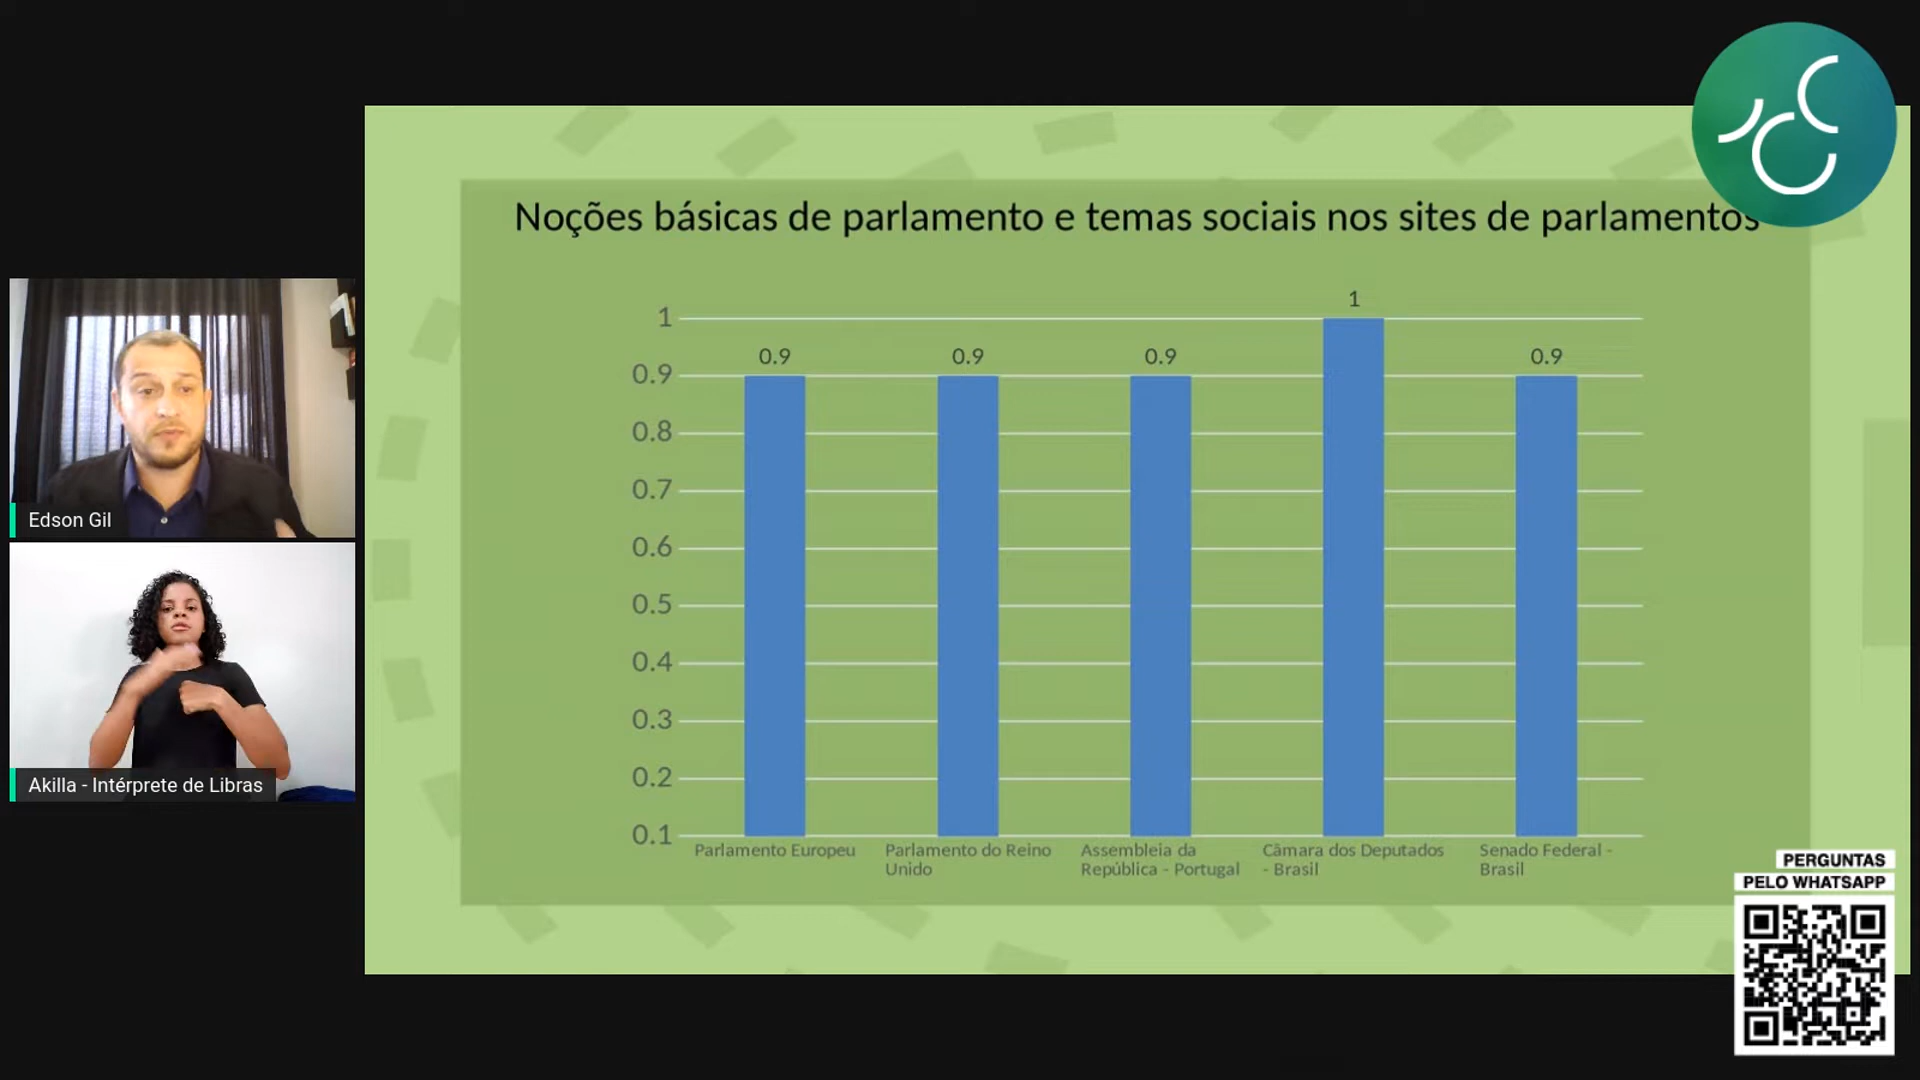 Noções básicas de parlamento e temas sociais nos sites de parlamentos
1
1
0.9
0.9
0.9
0.9
0.9
0.8
0.7
0.6
0.5
0.4
0.3
0.2
0.1
Parlamento Europeu
Parlamento do Reino
Unido
Assembleia da
República - Portugal
Câmara dos Deputados
- Brasil
Senado Federal -
Brasil
Edson Gil
Akilla - Intérprete de Libras
PERGUNTAS
PELO WHATSAPP